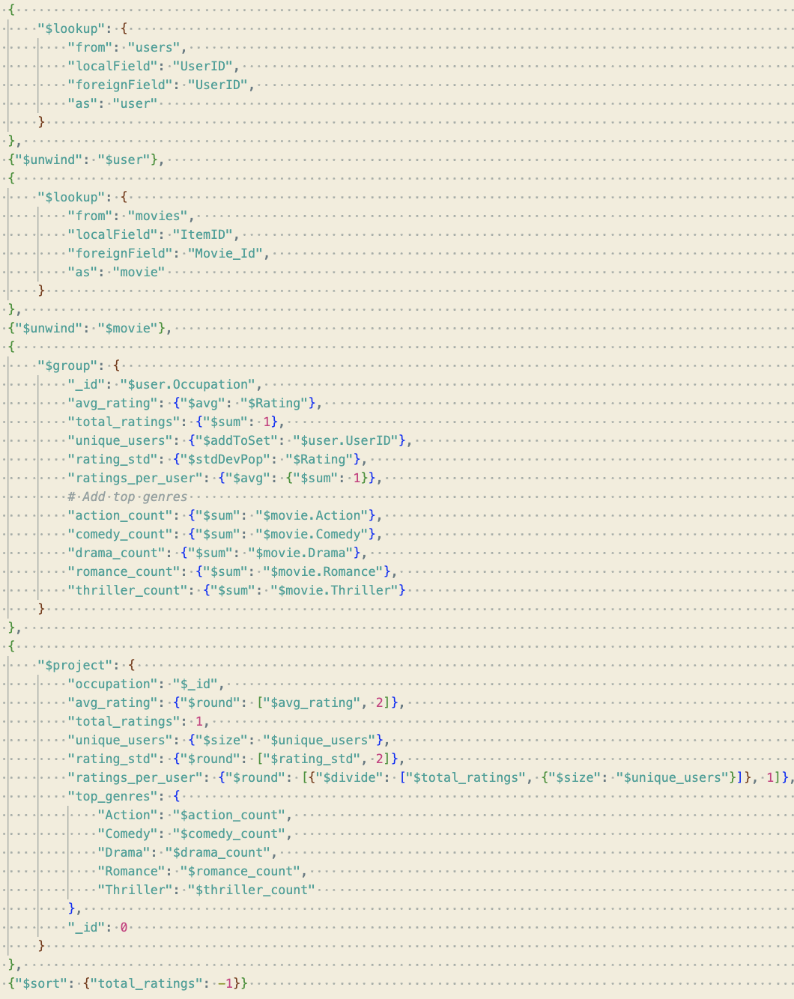 {
"$lookup": {
"from": "users",
"localField": "UserID",
"foreignField": "UserID",
"as": "user"
}
},
{"$unwind": "$user"},
{
"$lookup": {
"from": "movies",
"localField": "ItemID",
"foreignField": "Movie_Id",
"as": "movie"
}
},
{"$unwind": "$movie"},
{
"$group": {
"_id": "$user.Occupation",
"avg_rating": {"$avg": "$Rating"},
"total_ratings": {"$sum": 1},
"unique_users": {"$addToSet": "$user.UserID"},
"rating_std": {"$stdDevPop": "$Rating"},
"ratings_per_user": {"$avg": {"$sum": 1}},
# Add top genres
"action_count": {"$sum": "$movie.Action"},
"comedy_count": {"$sum": "$movie.Comedy"},
"drama_count": {"$sum": "$movie.Drama"},
"romance_count": {"$sum": "$movie.Romance"},
"thriller_count": {"$sum": "$movie.Thriller"}
}
},
{
"$project": {
"occupation": "$_id",
"avg_rating": {"$round": ["$avg_rating", 2]},
"total_ratings": 1,
"unique_users": {"$size": "$unique_users"},
"rating_std": {"$round": ["$rating_std", 2]},
"ratings_per_user": {"$round": [{"$divide": ["$total_ratings", {"$size": "$unique_users"}]}, 1]},
"top_genres": {
"Action": "$action_count",
"Comedy": "$comedy_count",
"Drama": "$drama_count",
"Romance": "$romance_count",
"Thriller": "$thriller_count"
},
"_id": 0
}
},
{"$sort": {"total_ratings": -1}}